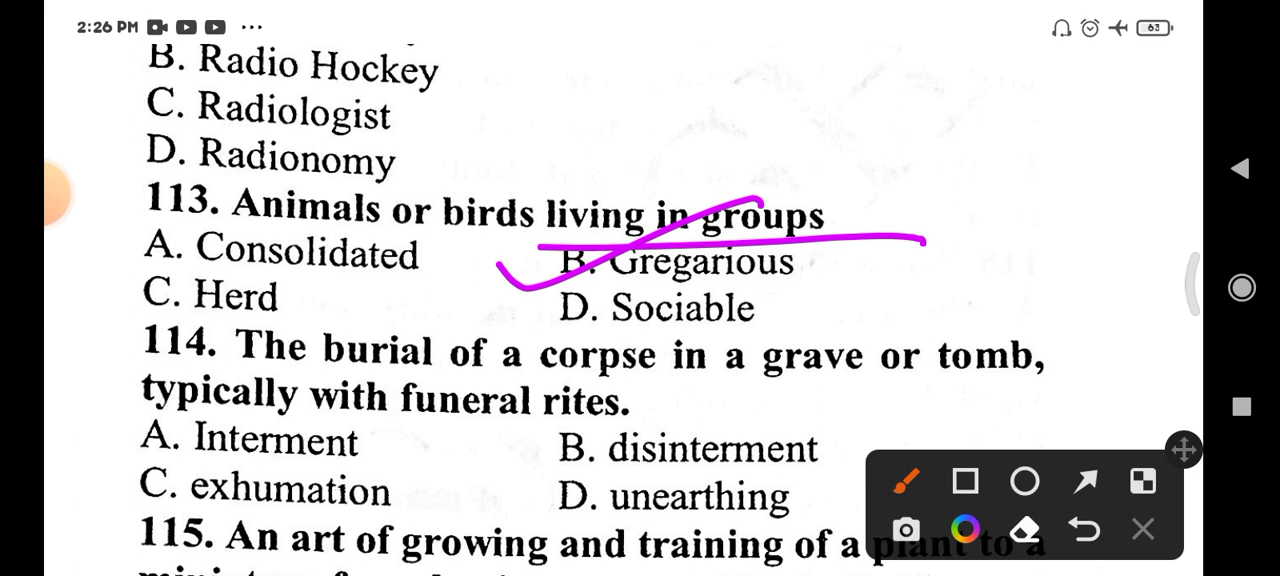 2:26 PM ...
63
B. Radio Hockey
C. Radiologist
D. Radionomy
113. Animals or birds living in groups
A. Consolidated B. Gregarious
C. Herd D. Sociable
114. The burial of a corpse in a grave or tomb,
typically with funeral rites.
A. Interment B. disinterment
C. exhumation D. unearthing
115. An art of growing and training of a plant to a